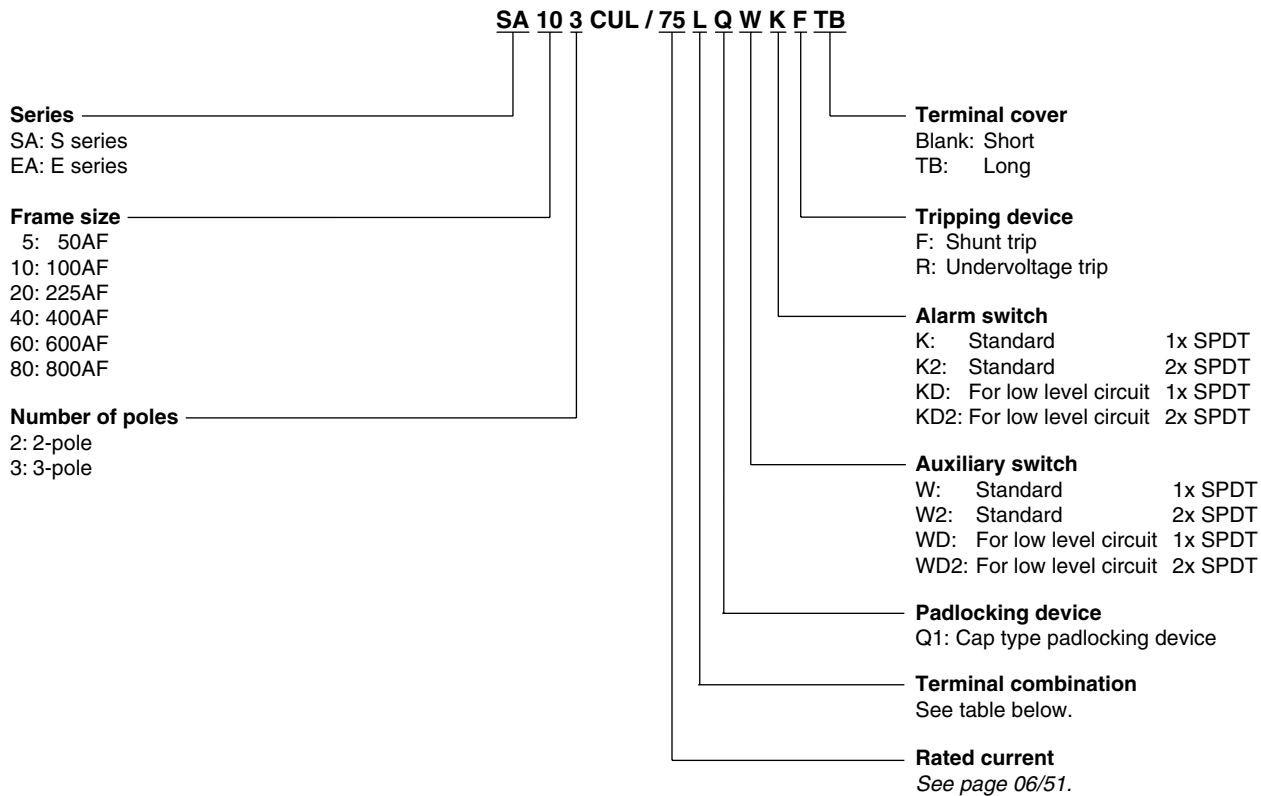 SA 10 3 CUL / 75 L Q W K F TB
Series
SA: S series
EA: E series
Frame size
5: 50AF
10: 100AF
20: 225AF
40: 400AF
60: 600AF
80: 800AF
Number of poles
2: 2-pole
3: 3-pole
Terminal cover
Blank: Short
TB: Long
Tripping device
F: Shunt trip
R: Undervoltage trip
Alarm switch
K: Standard 1x SPDT
K2: Standard 2x SPDT
KD: For low level circuit 1x SPDT
KD2: For low level circuit 2x SPDT
Auxiliary switch
W: Standard 1x SPDT
W2: Standard 2x SPDT
WD: For low level circuit 1x SPDT
WD2: For low level circuit 2x SPDT
Padlocking device
Q1: Cap type padlocking device
Terminal combination
See table below.
Rated current
See page 06/51.